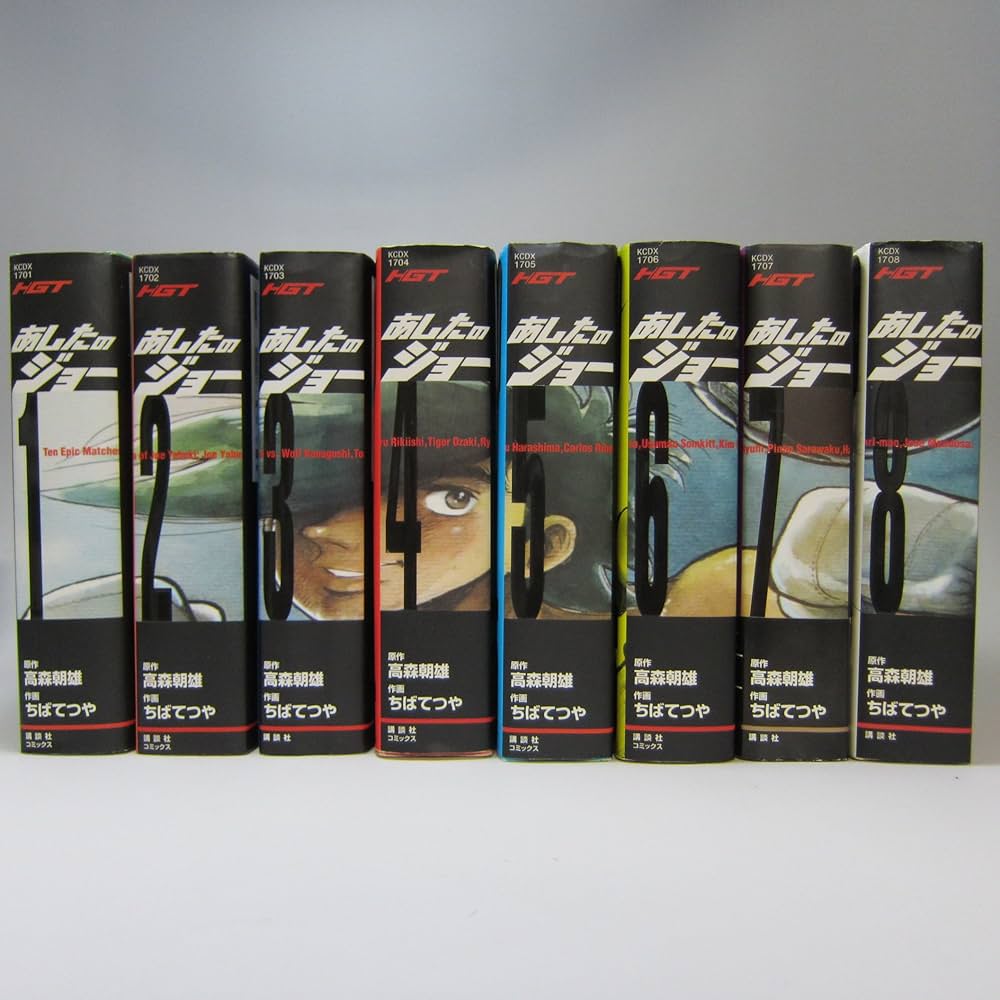 KCDX
1701
HGT
あしたの
ジョー
1
Ten Epic Matches
原作
高森朝雄
作画
ちばてつや
講談社
コミックス
KCDX
1702
HGT
あしたの
ジョー
2
of Joe Yabuki, Joe Yabu
原作
高森朝雄
作画
ちばてつや
講談社
KCDX
1703
HGT
あしたの
ジョー
3
vs. Wolf Kanagushi, To
原作
高森朝雄
作画
ちばてつや
講談社
コミックス
KCDX
1704
HGT
あしたの
ジョー
4
ru Rikiishi, Tiger Ozaki, Ry
原作
高森朝雄
作画
ちばてつや
講談社
コミックス
KCDX
1705
HGT
あしたの
ジョー
5
u Harashima, Carlos
原作
高森朝雄
作画
ちばてつや
講談社
コミックス
KCDX
1706
HGT
あしたの
ジョー
6
Somkitt, Kim
原作
高森朝雄
作画
ちばてつや
講談社
KCDX
1707
HGT
あしたの
ジョー
7
Pinan Sarawaku, Ha
原作
高森朝雄
作画
ちばてつや
講談社
KCDX
1708
HGT
あしたの
ジョー
8
原作
高森朝雄
作画
ちばてつや
講談社